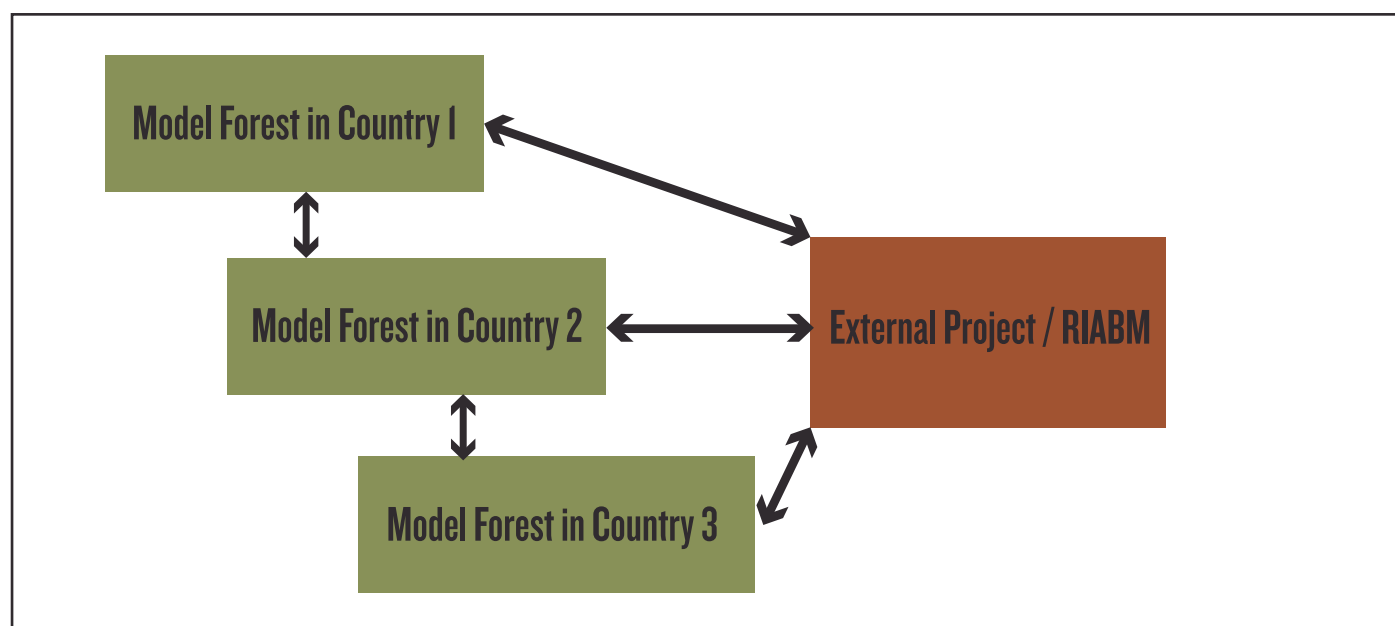 Model Forest in Country 1
Model Forest in Country 2
External Project / RIABM
Model Forest in Country 3